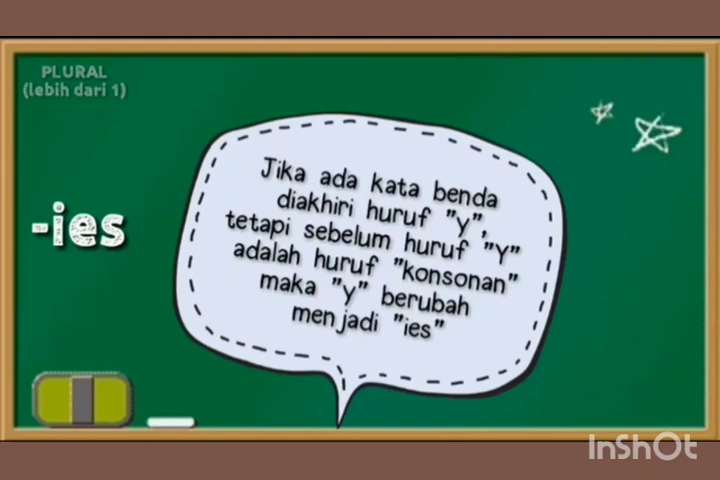 PLURAL
(lebih dari 1)
-ies
Jika ada kata benda
diakhiri huruf "y",
tetapi sebelum huruf "Y"
adalah huruf "konsonan"
maka "y" berubah
menjadi "ies"
InShOt